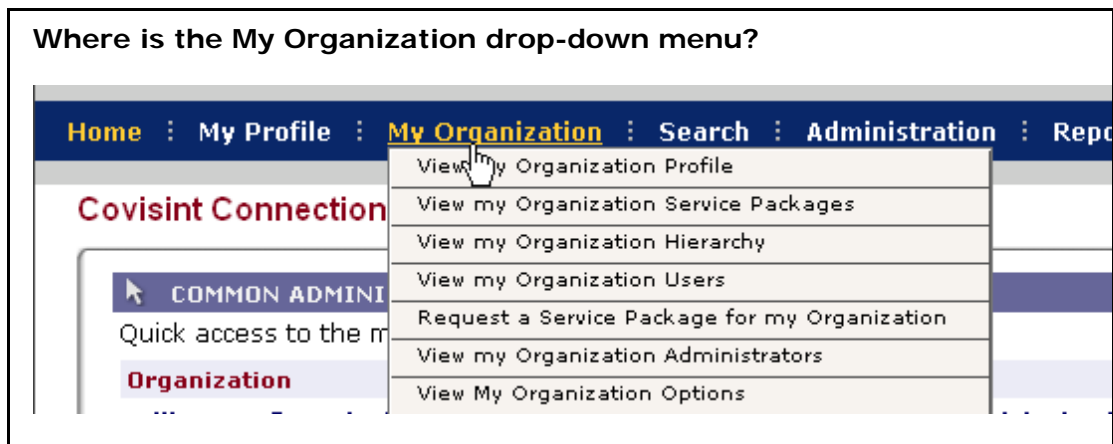 Where is the My Organization drop-down menu?
Home My Profile My Organization Search Administration
View my Organization Profile
Covisint Connection
View my Organization Service Packages
View my Organization Hierarchy
COMMON ADMINI
View my Organization Users
Quick access to the m
Request a Service Package for my Organization
View my Organization Administrators
Organization
View My Organization Options